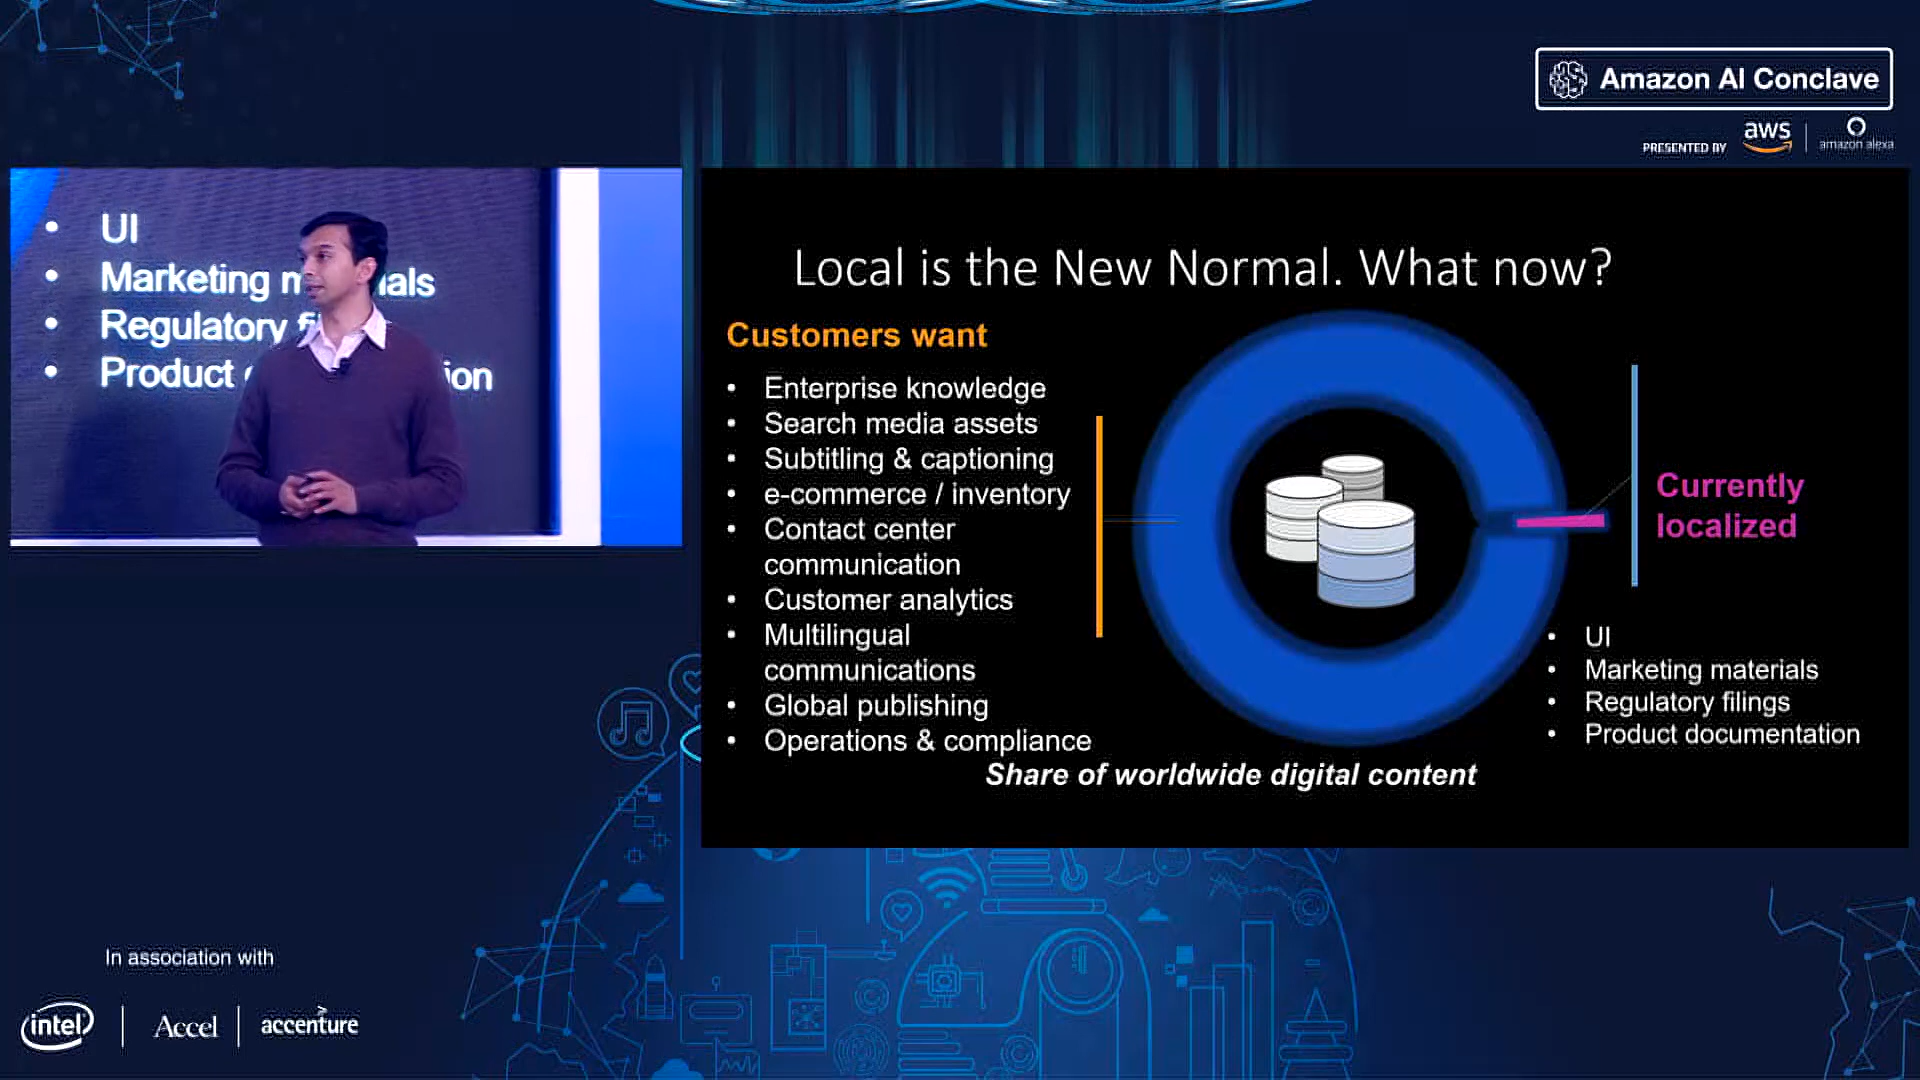 Amazon AI Conclave
PRESENTED BY
aws
amazon alexa
UI
Marketing
als
Regulatory
Product
ion
Local is the New Normal. What now?
Customers want
• Enterprise knowledge
• Search media assets
• Subtitling & captioning
• e-commerce / inventory
• Contact center
communication
• Customer analytics
• Multilingual
communications
• Global publishing
• Operations & compliance
Share of worldwide digital content
Currently
localized
• UI
• Marketing materials
• Regulatory filings
• Product documentation
In association with
intel
Accel
accenture